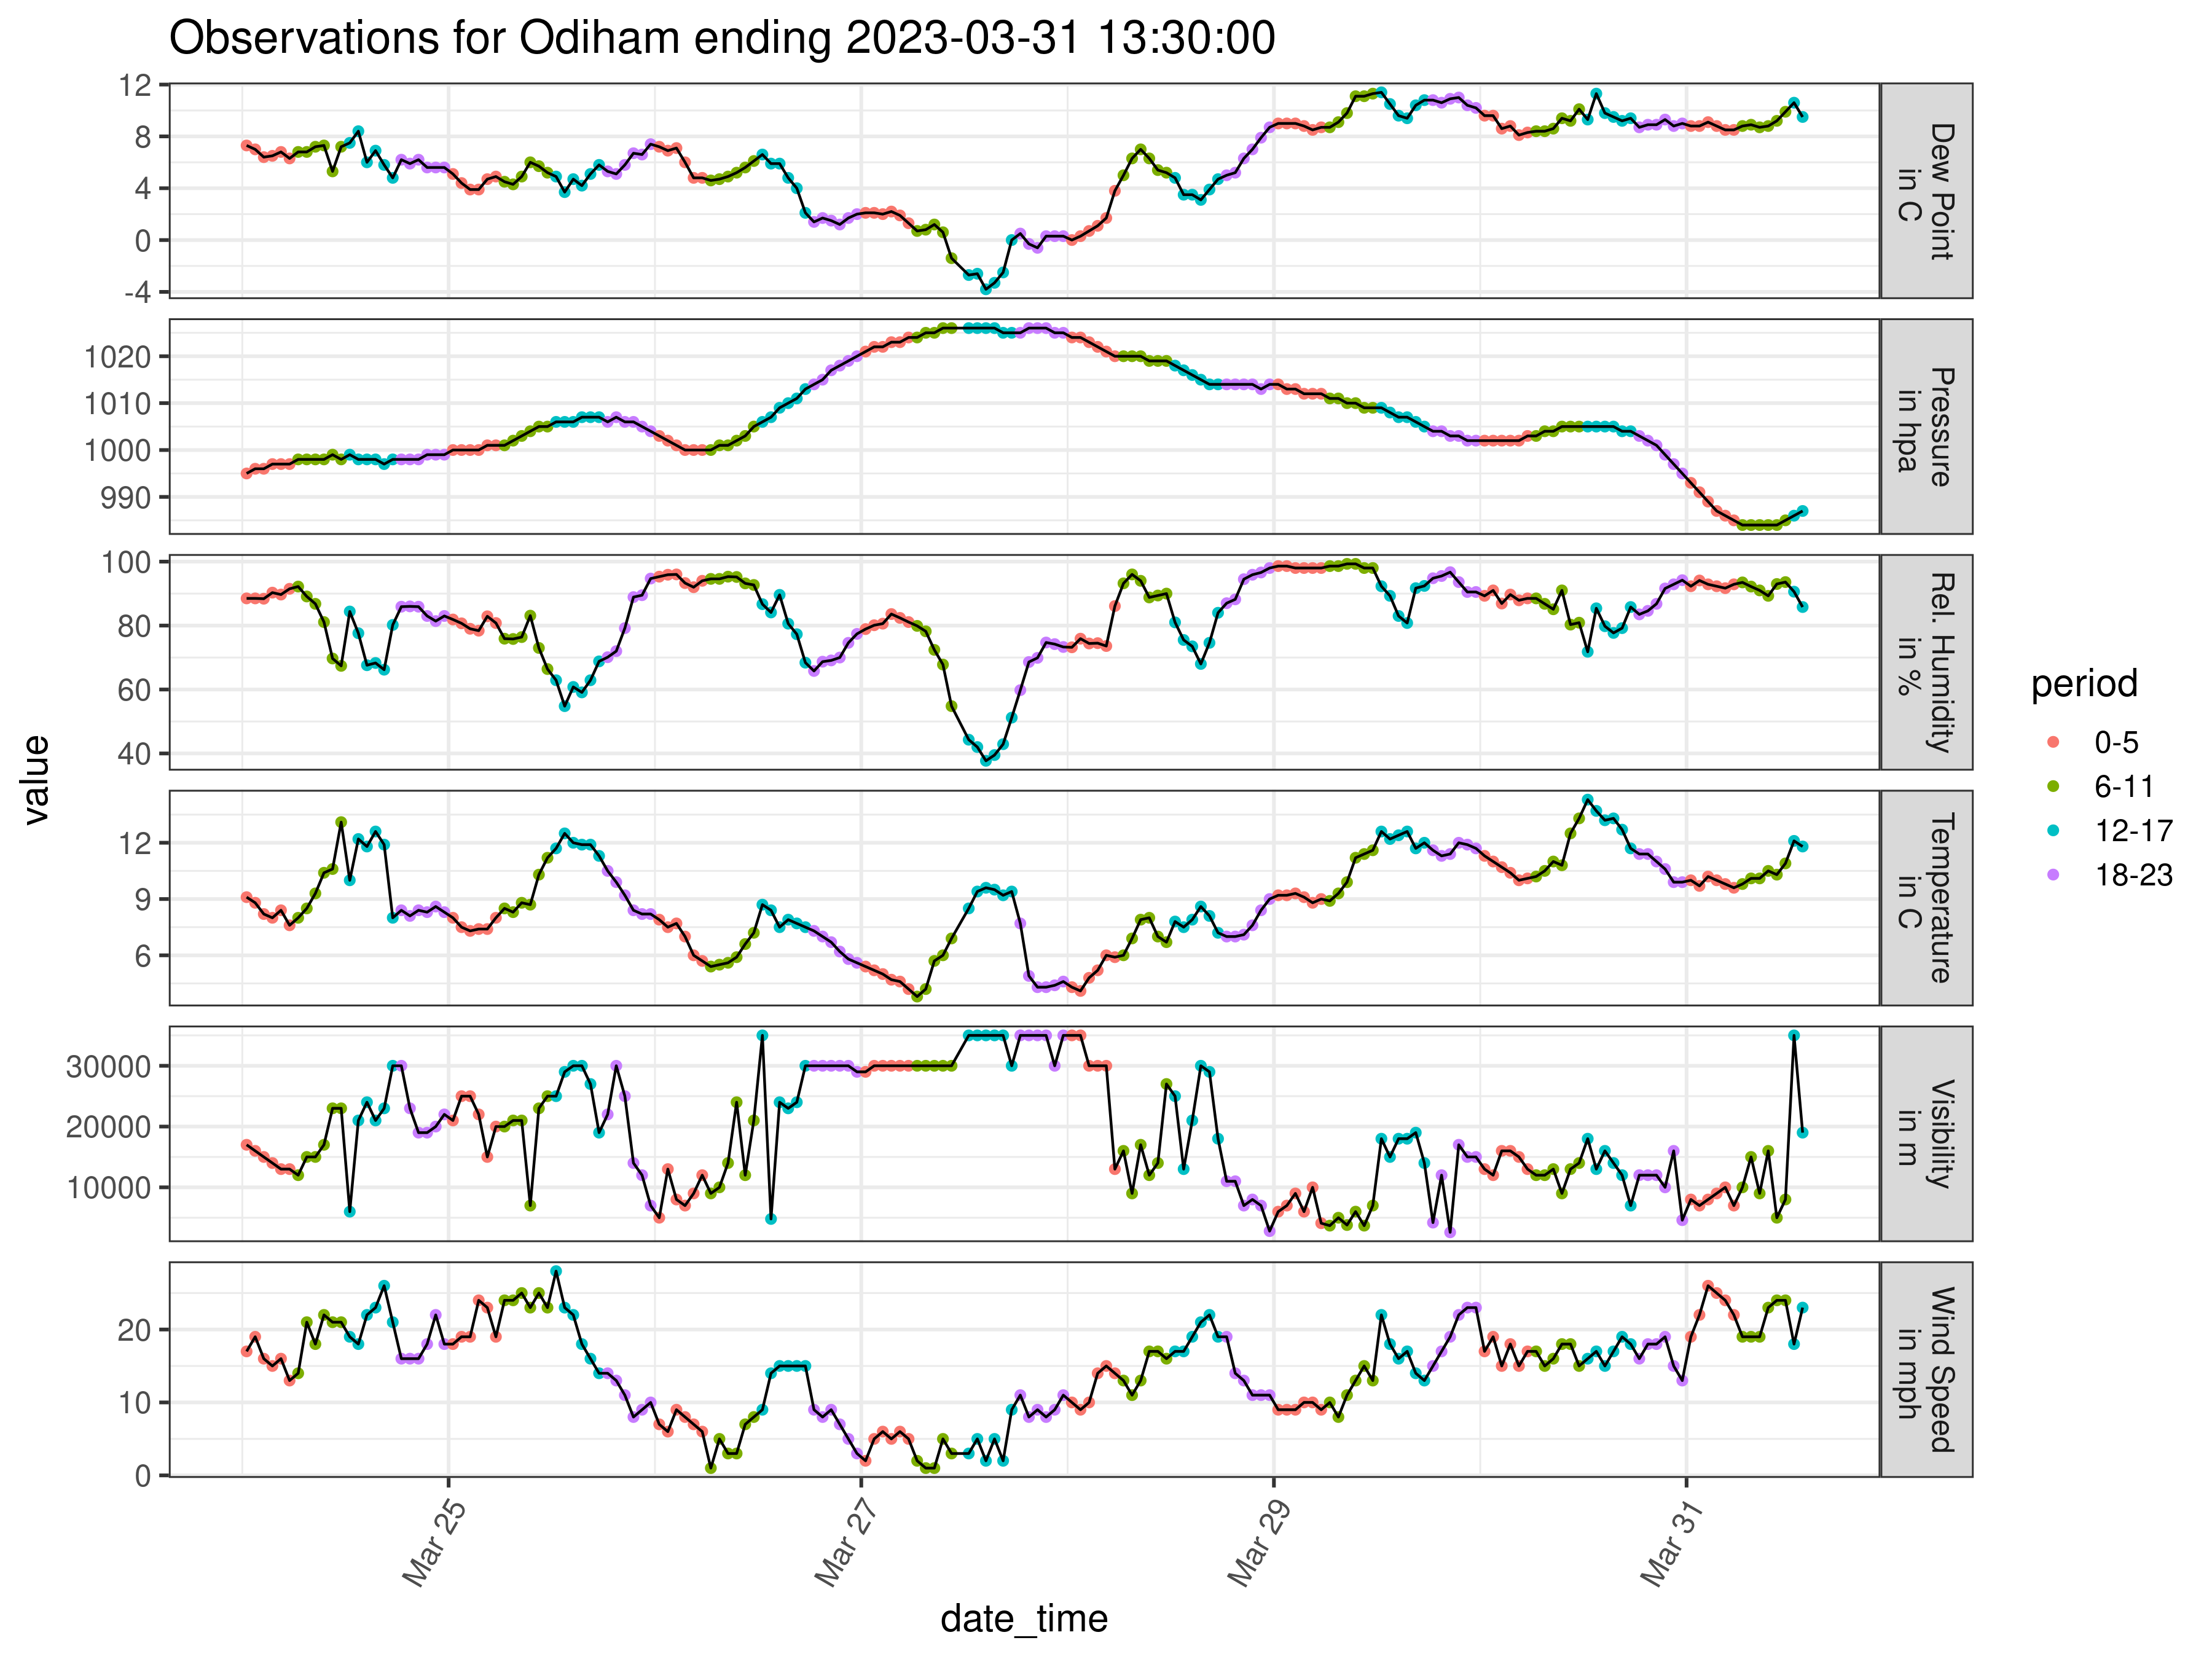 Observations for Odiham ending 2023-03-31 13:30:00
value
12
8
4
0
-4
Dew Point
in C
1020
1010
1000
990
Pressure
in hpa
100
80
60
40
Rel. Humidity
in %
12
9
6
Temperature
in C
30000
20000
10000
Visibility
in m
20
10
0
Wind Speed
in mph
Mar 25
Mar 27
Mar 29
Mar 31
date_time
period
0-5
6-11
12-17
18-23